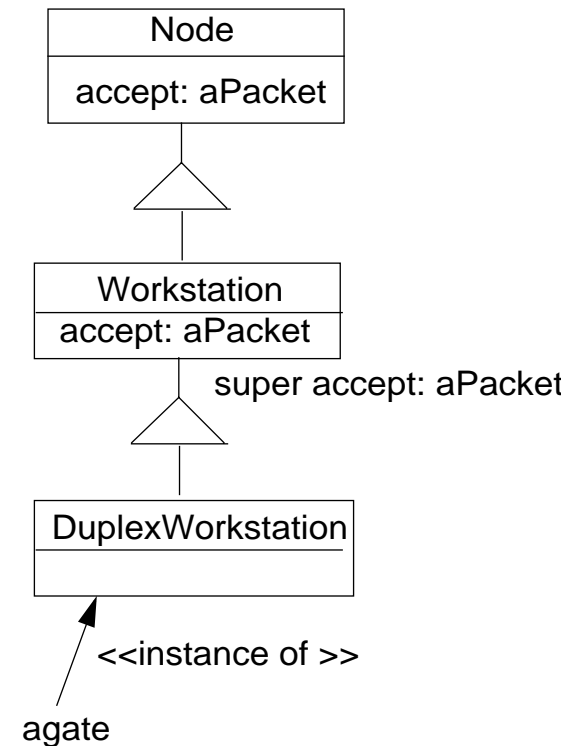 Node
accept: aPacket
Workstation
accept: aPacket
super accept: aPacket
DuplexWorkstation
<<instance of >>
agate